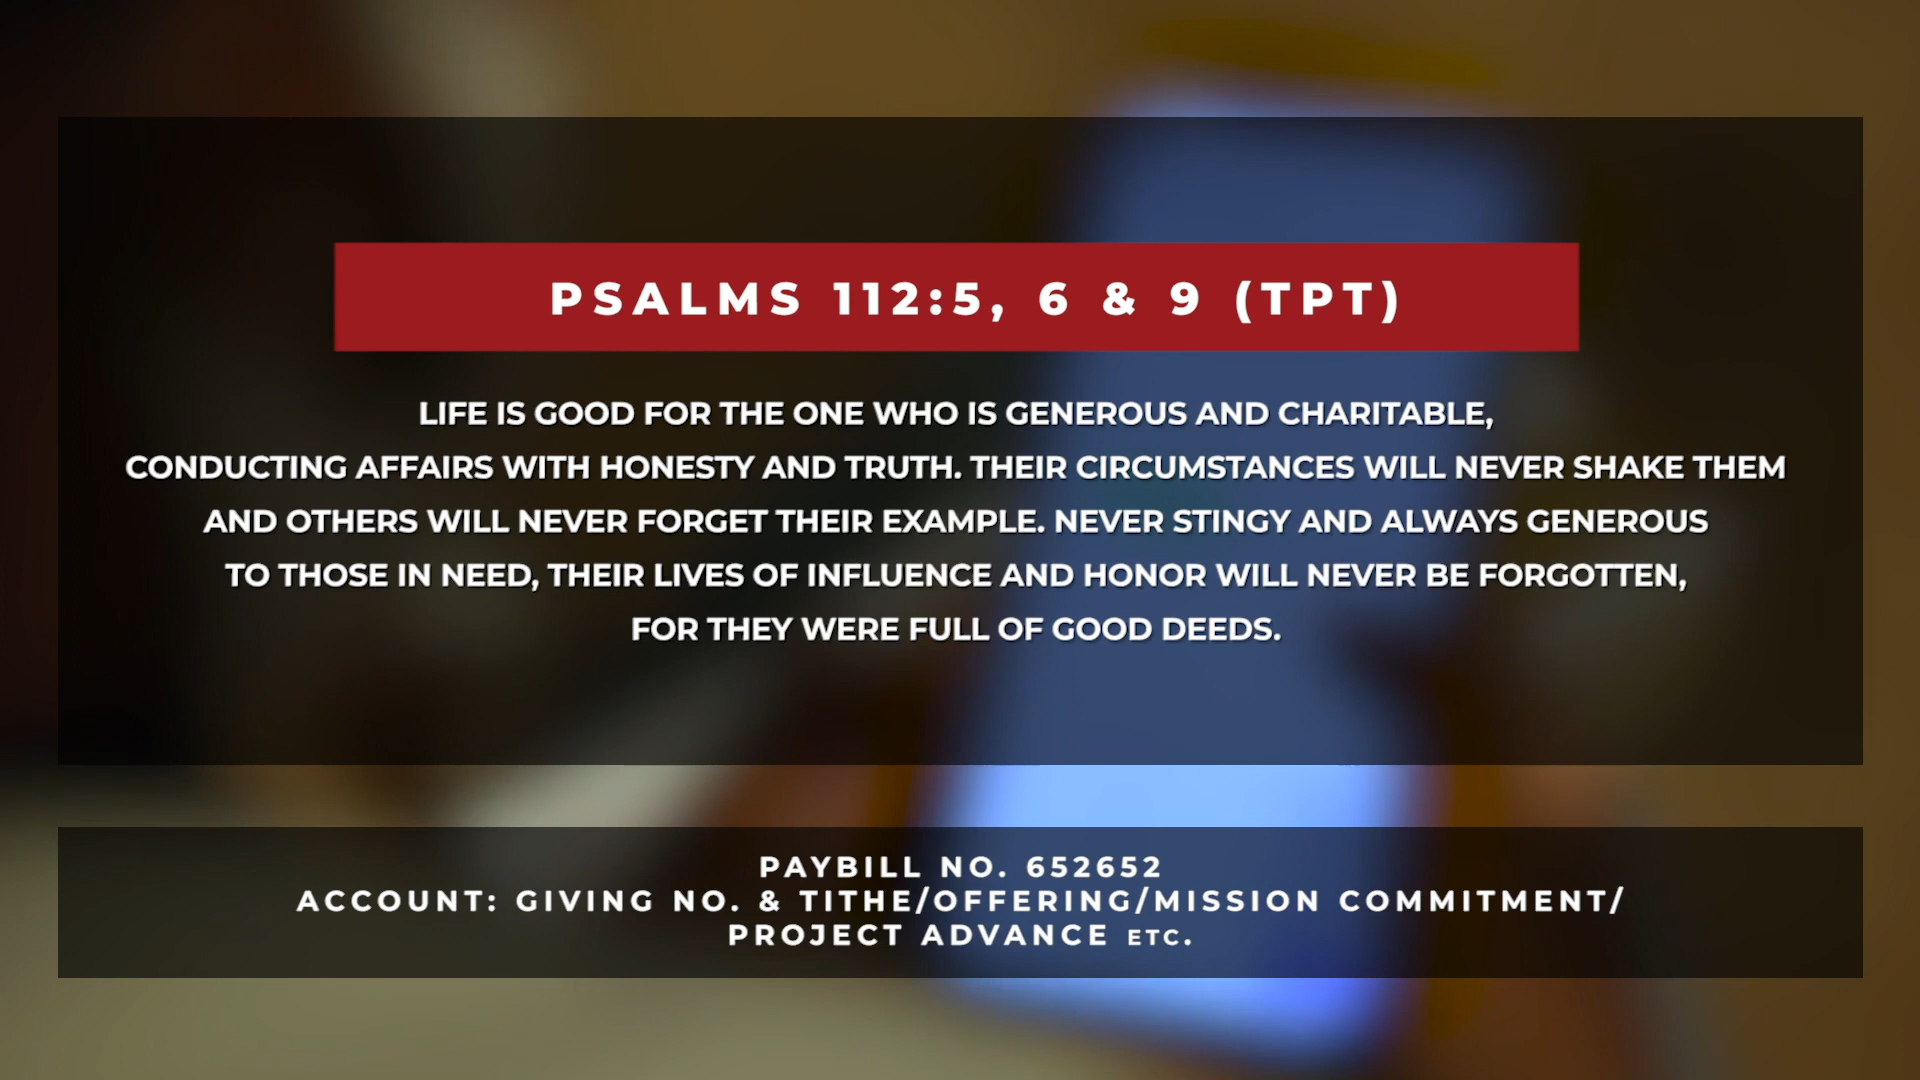 PSALMS 112:5, 6 & 9 (TPT)
LIFE IS GOOD FOR THE ONE WHO IS GENEROUS AND CHARITABLE,
CONDUCTING AFFAIRS WITH HONESTY AND TRUTH. THEIR CIRCUMSTANCES WILL NEVER SHAKE THEM
AND OTHERS WILL NEVER FORGET THEIR EXAMPLE. NEVER STINGY AND ALWAYS GENEROUS
TO THOSE IN NEED, THEIR LIVES OF INFLUENCE AND HONOR WILL NEVER BE FORGOTTEN,
FOR THEY WERE FULL OF GOOD DEEDS.
PAYBILL NO. 652652
ACCOUNT: GIVING NO. & TITHE/OFFERING/MISSION COMMITMENT/
PROJECT ADVANCE ETC.